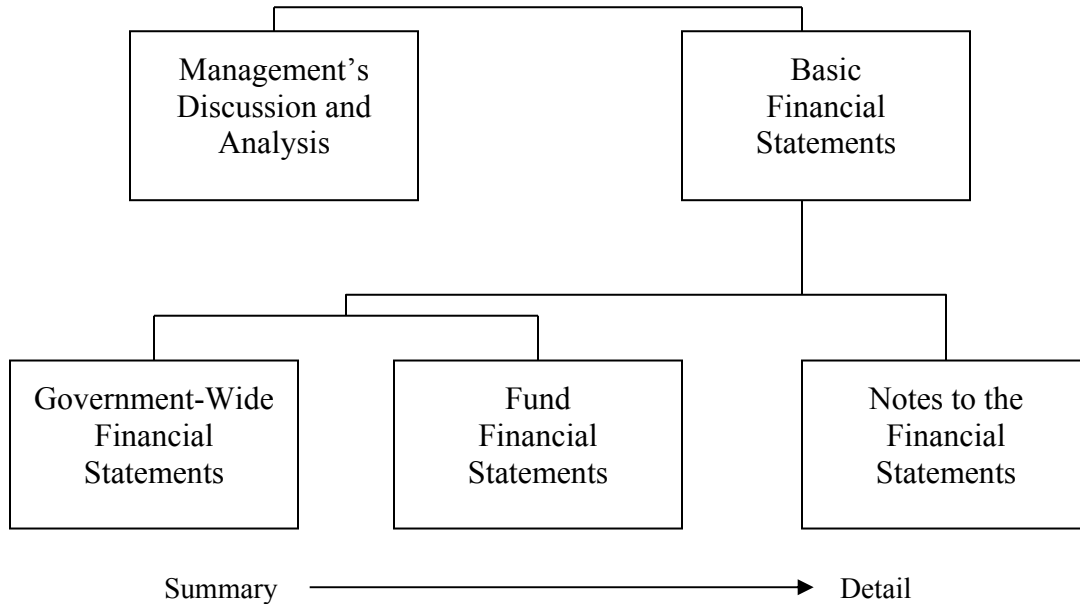 Management’s
Discussion and
Analysis
Basic
Financial
Statements
Government-Wide
Financial
Statements
Fund
Financial
Statements
Notes to the
Financial
Statements
Summary
Detail